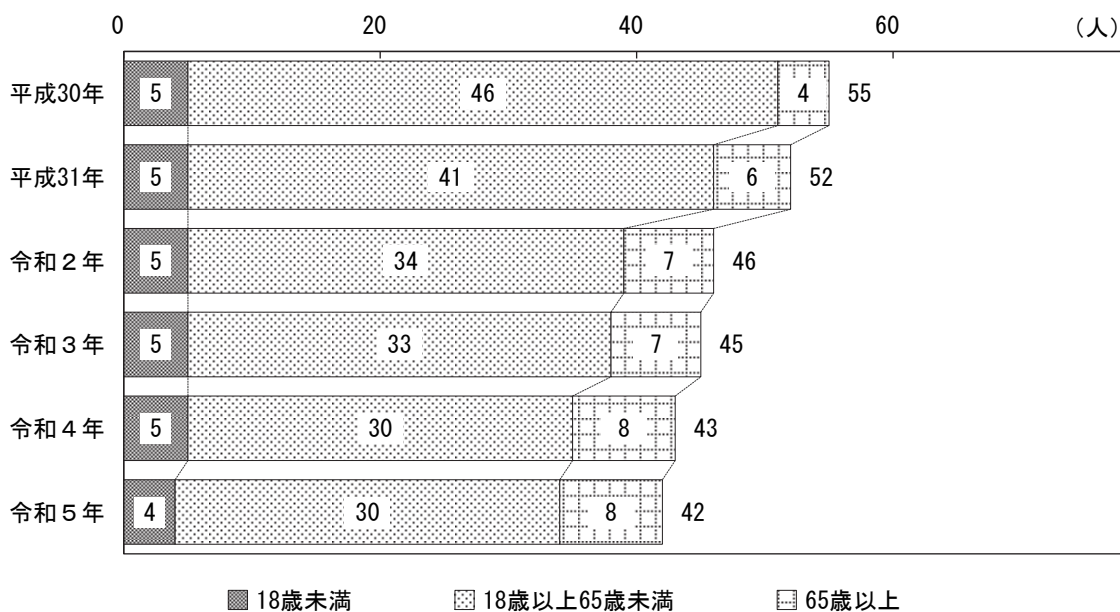 0 20 40 60 (人)
平成30年 5 46 4 55
平成31年 5 41 6 52
令和２年 5 34 7 46
令和３年 5 33 7 45
令和４年 5 30 8 43
令和５年 4 30 8 42
18歳未満 18歳以上65歳未満 65歳以上